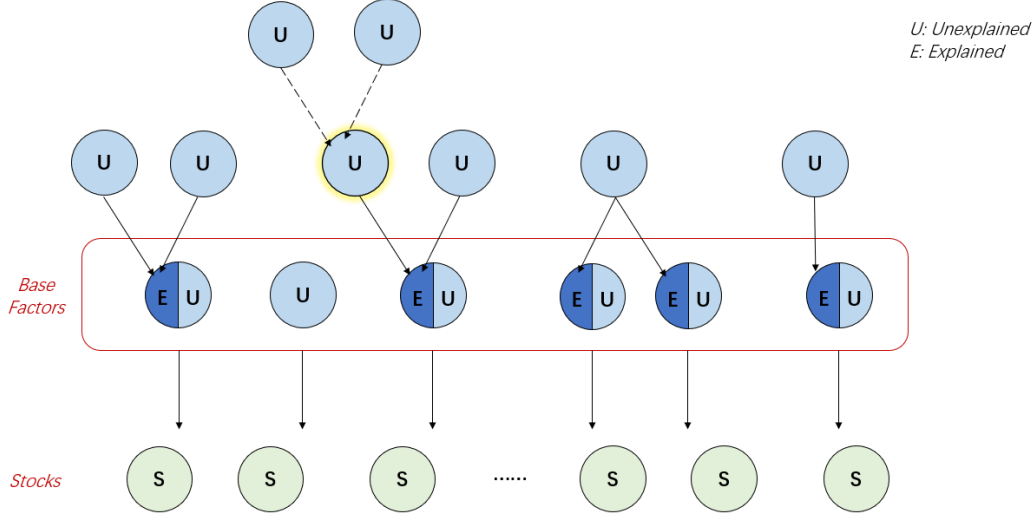 U U
U: Unexplained
E: Explained
U U U U U U
Base
Factors
E U U E U E U E U E U
Stocks
S S S ...... S S S